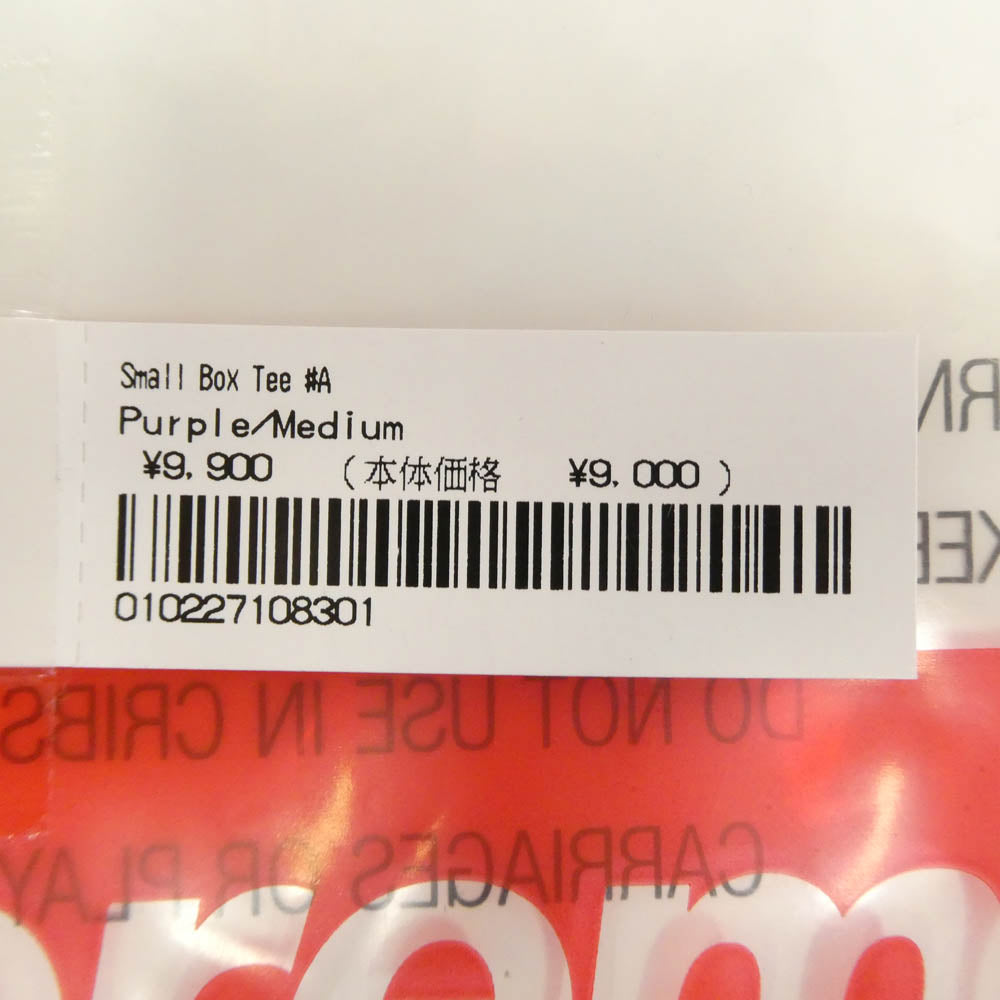 Small Box Tee #A
Purple/Medium
¥9,900 (本体価格 ¥9,000)
010227108301
DO NOT USE IN CRIBS
CARRIAGES OR PLAY